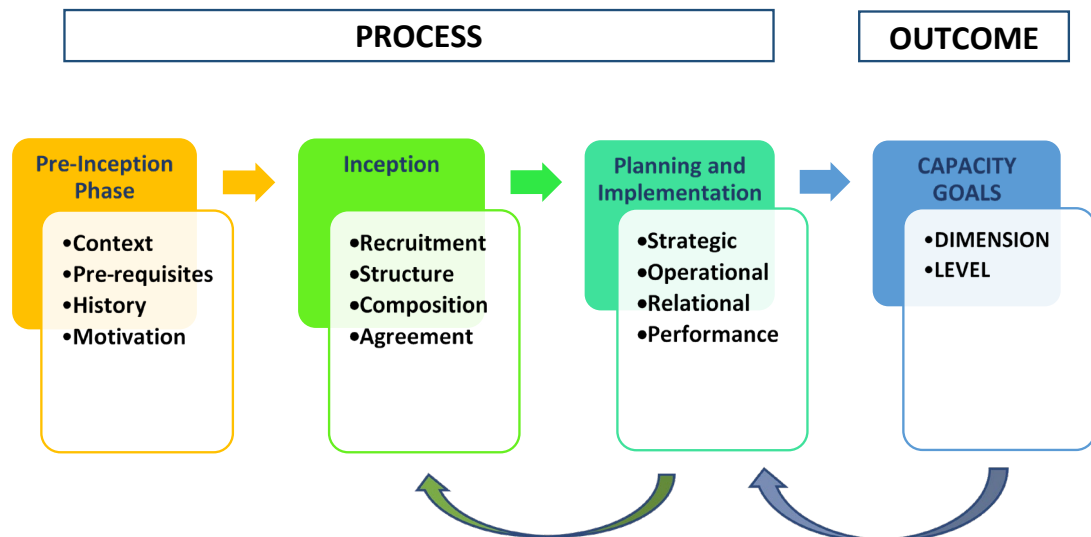 PROCESS
OUTCOME
Pre-Inception
Phase
•Context
•Pre-requisites
•History
•Motivation
Inception
•Recruitment
•Structure
•Composition
•Agreement
Planning and
Implementation
•Strategic
•Operational
•Relational
•Performance
CAPACITY
GOALS
•DIMENSION
•LEVEL